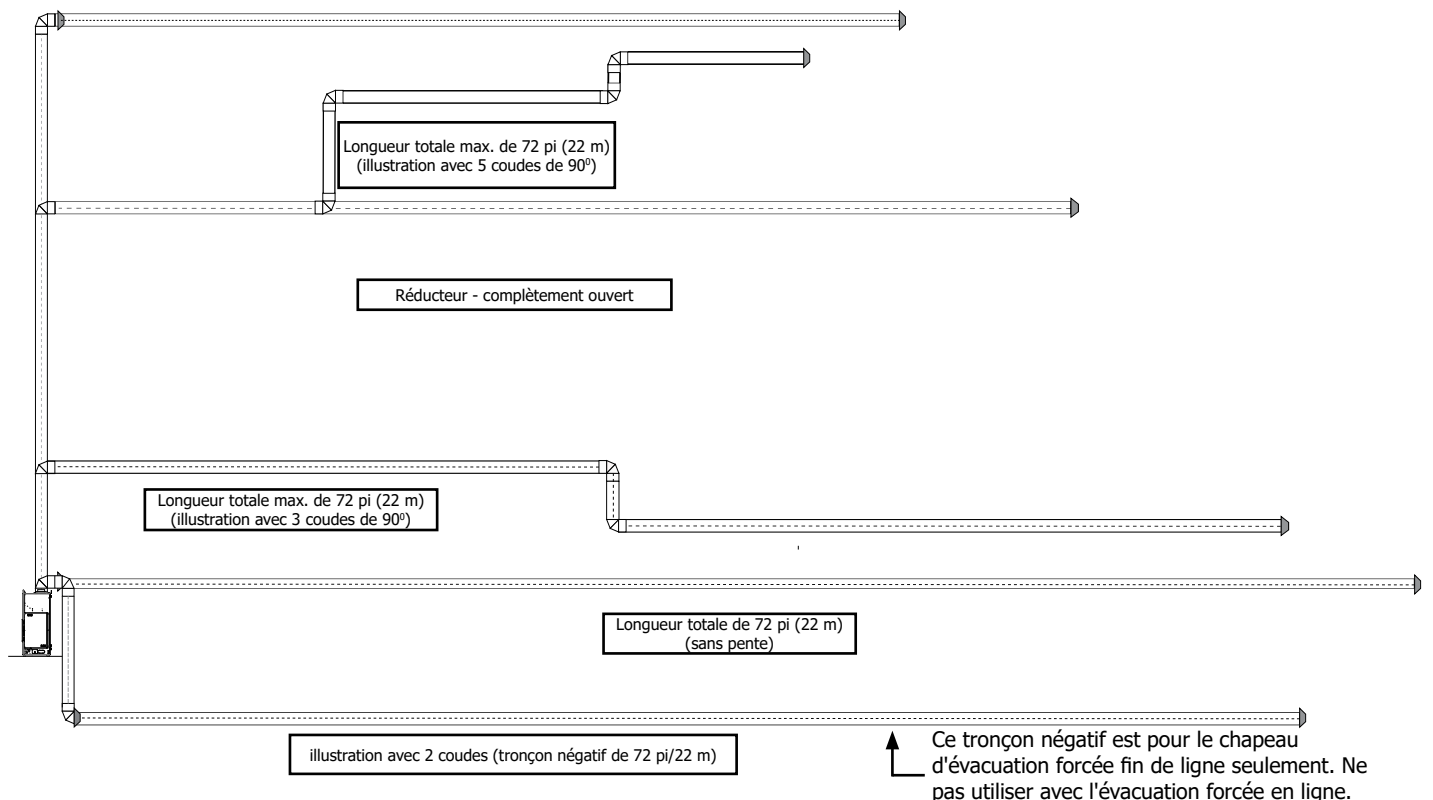 Longueur totale max. de 72 pi (22 m)
(illustration avec 5 coudes de 90⁰)
Réducteur - complètement ouvert
Longueur totale max. de 72 pi (22 m)
(illustration avec 3 coudes de 90⁰)
Longueur totale de 72 pi (22 m)
(sans pente)
illustration avec 2 coudes (tronçon négatif de 72 pi/22 m)
Ce tronçon négatif est pour le chapeau
d'évacuation forcée fin de ligne seulement. Ne
pas utiliser avec l'évacuation forcée en ligne.